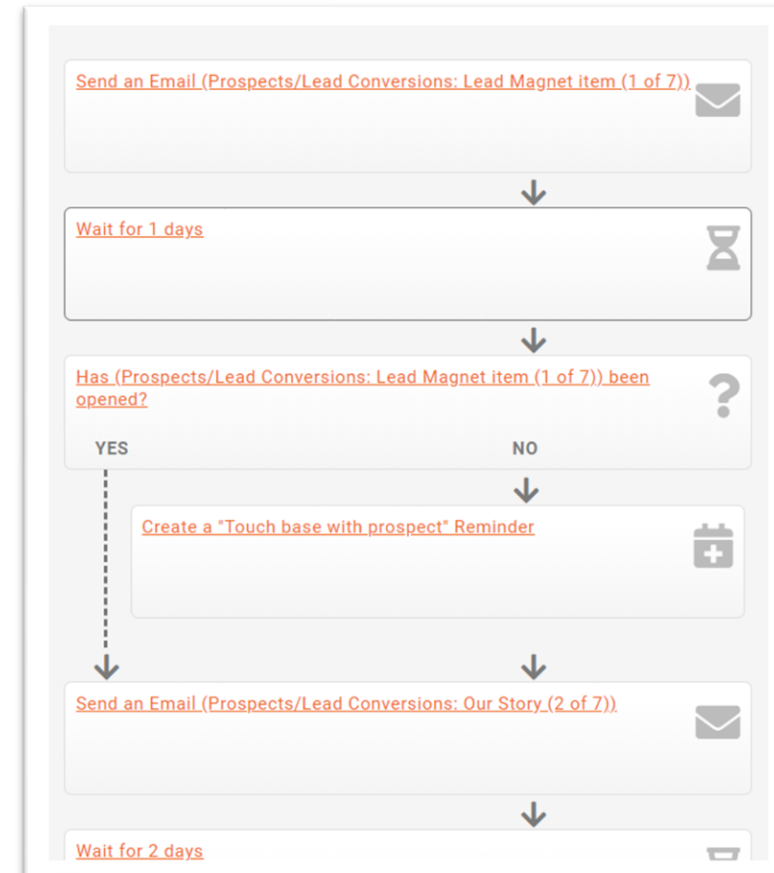 Send an Email (Prospects/Lead Conversions: Lead Magnet item (1 of 7))
Wait for 1 days
Has (Prospects/Lead Conversions: Lead Magnet item (1 of 7)) been
opened?
YES
NO
Create a "Touch base with prospect" Reminder
Send an Email (Prospects/Lead Conversions: Our Story (2 of 7))
Wait for 2 days